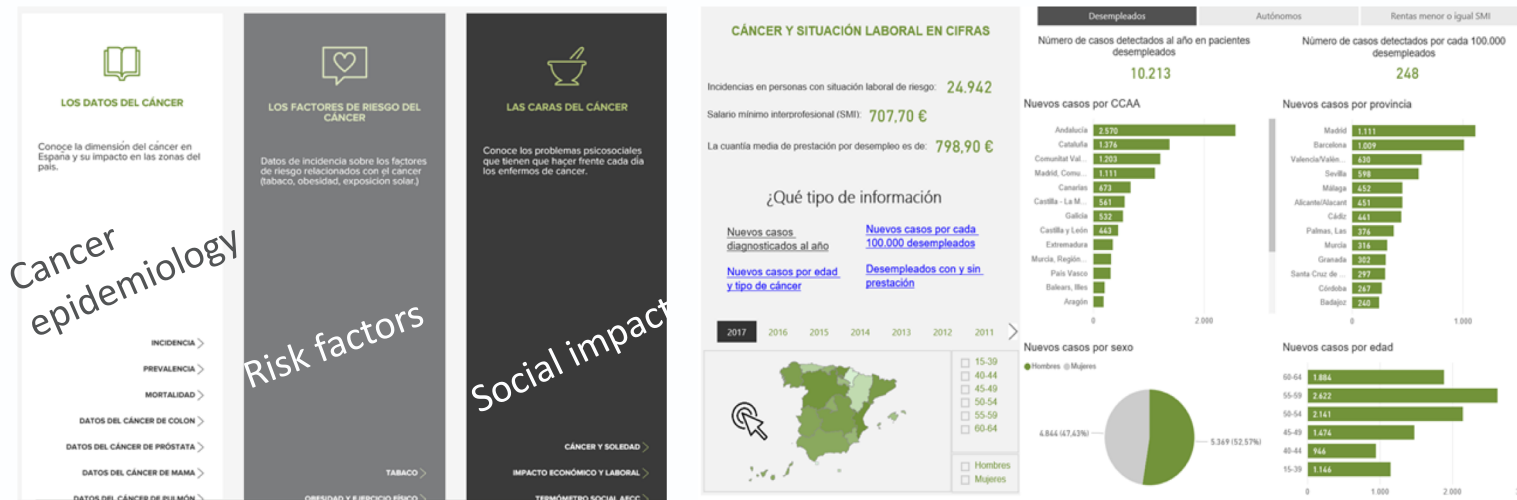 LOS DATOS DEL CÁNCER
Conoce la dimensión del cáncer en
España y su impacto en las zonas del
país.
Cancer
epidemiology
INCIDENCIA
PREVALENCIA
MORTALIDAD
DATOS DEL CÁNCER DE COLON
DATOS DEL CÁNCER DE PRÓSTATA
DATOS DEL CÁNCER DE MAMA
DATOS DEL CÁNCER DE PULMÓN
LOS FACTORES DE RIESGO DEL
CÁNCER
Datos de incidencia sobre los factores
de riesgo relacionados con el cancer
(tabaco, obesidad, exposicion solar.)
Risk factors
TABACO
OBESIDAD Y EJERCICIO FÍSICO
LAS CARAS DEL CÁNCER
Conoce los problemas psicosociales
que tienen que hacer frente cada día
los enfermos de cancer.
Social impact
CÁNCER Y SOLEDAD
IMPACTO ECONÓMICO Y LABORAL
TERMÓMETRO SOCIAL AECC
CÁNCER Y SITUACIÓN LABORAL EN CIFRAS
Incidencias en personas con situación laboral de riesgo: 24.942
Salario mínimo interprofesional (SMI): 707,70 €
La cuantía media de prestación por desempleo es de: 798,90 €
¿Qué tipo de información
Nuevos casos
diagnosticados al año
Nuevos casos por cada
100.000 desempleados
Nuevos casos por edad
y tipo de cáncer
Desempleados con y sin
prestación
2017 2016 2015 2014 2013 2012 2011
15-39
40-44
45-49
50-54
55-59
60-64
Hombres
Mujeres
Desempleados Autónomos Rentas menor o igual SMI
Número de casos detectados al año en pacientes
desempleados
10.213
Número de casos detectados por cada 100.000
desempleados
248
Nuevos casos por CCAA
Andalucía 2.570
Cataluña 1.376
Comunitat Val... 1.203
Madrid, Comu... 1.111
Canarias 673
Castilla - La M... 561
Galicia 532
Castilla y León 443
Extremadura
Murcia, Región...
País Vasco
Balears, Illes
Aragón
0 2.000
Nuevos casos por provincia
Madrid 1.111
Barcelona 1.009
Valencia/Valèn... 630
Sevilla 598
Málaga 452
Alicante/Alacant 451
Cádiz 441
Palmas, Las 376
Murcia 316
Granada 302
Santa Cruz de ... 297
Córdoba 267
Badajoz 240
0 1.000
Nuevos casos por sexo
Hombres Mujeres
4.844 (47,43%)
5.369 (52,57%)
Nuevos casos por edad
60-64 1.884
55-59 2.622
50-54 2.141
45-49 1.474
40-44 946
15-39 1.146
0 1.000 2.000